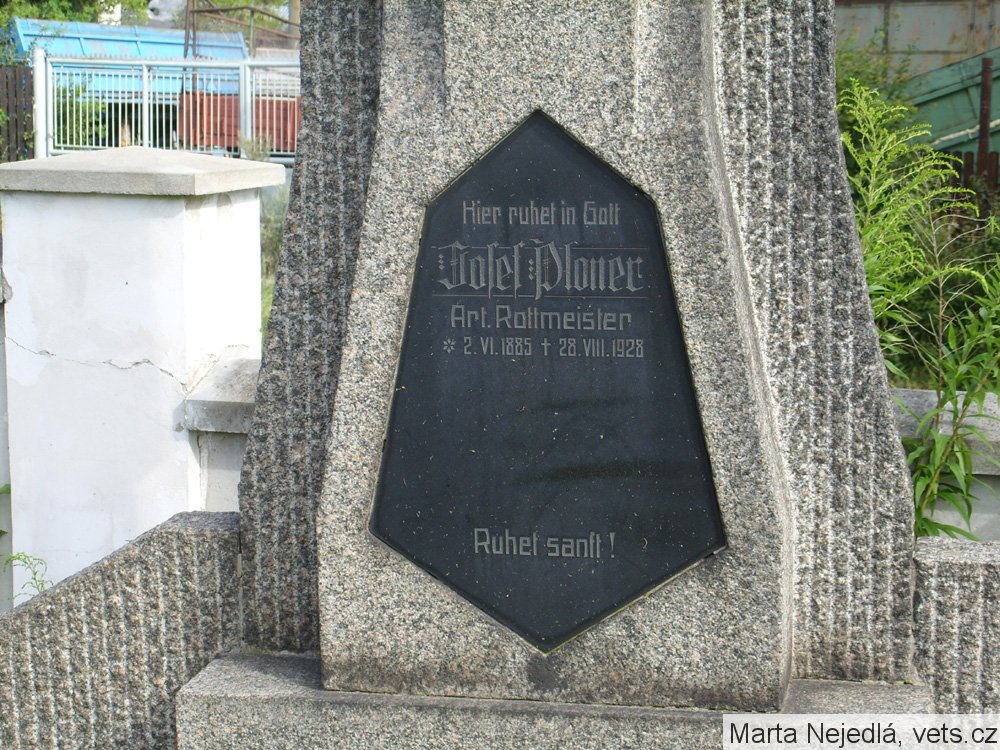 Hier ruhet in Gott
Josef Ploner
Art. Rottmeister
* 2. VI. 1885 † 28. VIII. 1928
Ruhet sanft!
Marta Nejedlá, vets.cz